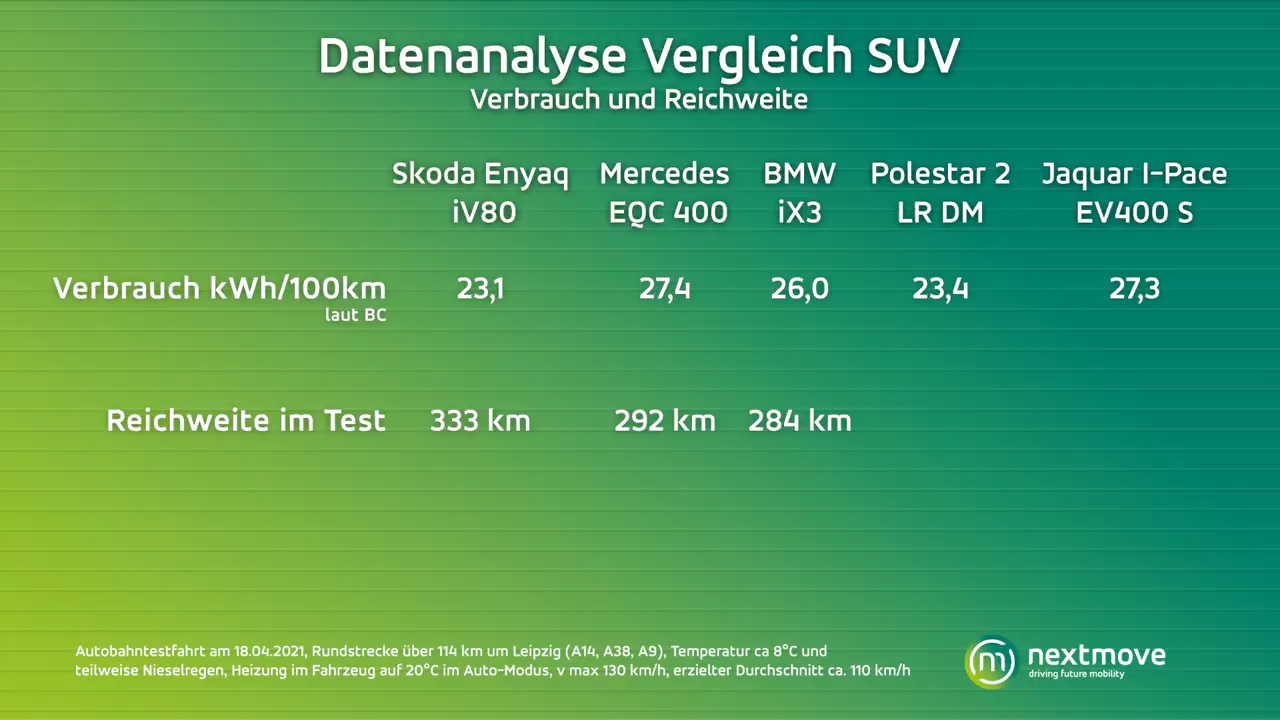 Datenanalyse Vergleich SUV
Verbrauch und Reichweite
Skoda Enyaq Mercedes BMW Polestar 2 Jaquar I-Pace
iV80 EQC 400 iX3 LR DM EV400 S
Verbrauch kWh/100km 23,1 27,4 26,0 23,4 27,3
laut BC
Reichweite im Test 333 km 292 km 284 km
Autobahntestfahrt am 18.04.2021, Rundstrecke über 114 km um Leipzig (A14, A38, A9), Temperatur ca 8°C und
teilweise Nieselregen, Heizung im Fahrzeug auf 20°C im Auto-Modus, v max 130 km/h, erzielter Durchschnitt ca. 110 km/h
m nextmove
driving future mobility